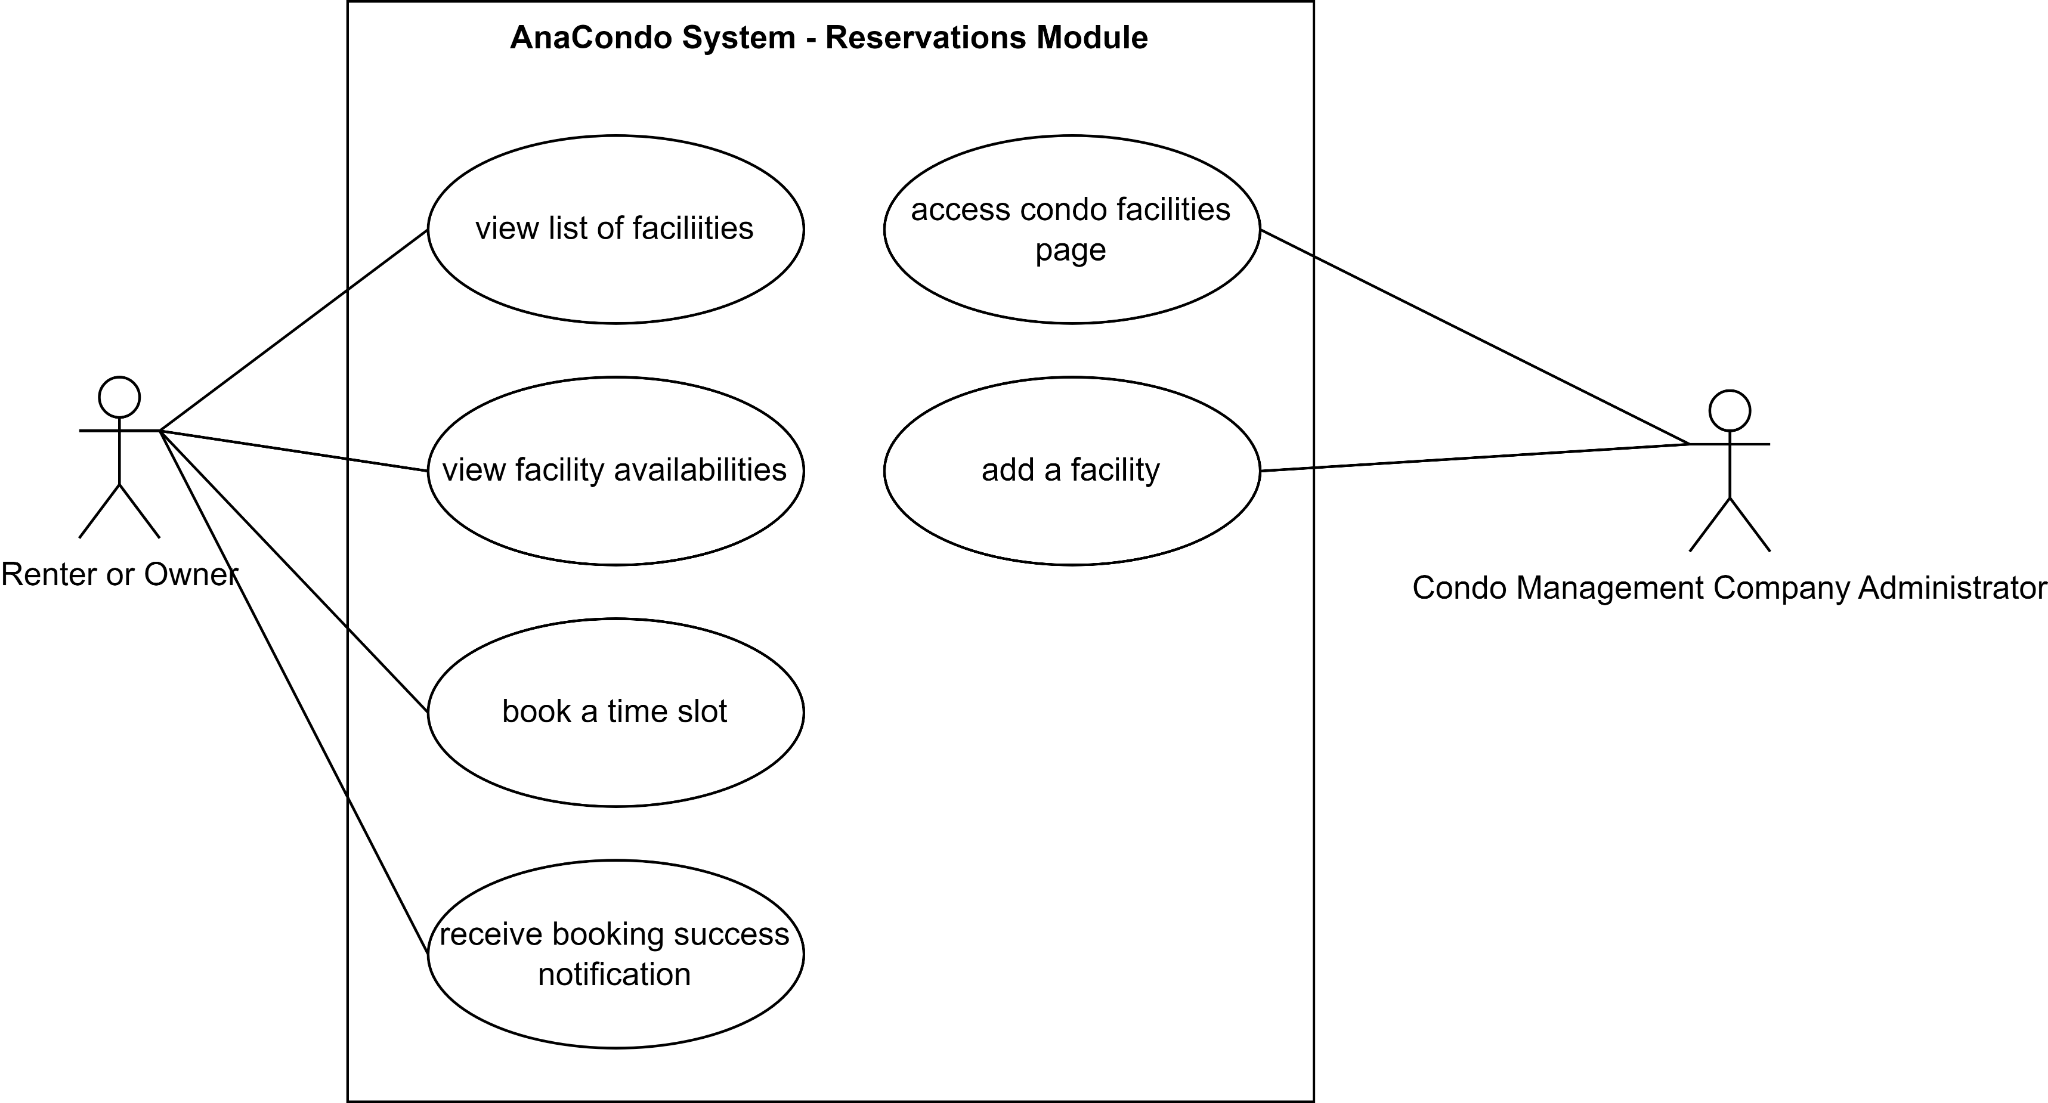 AnaCondo System - Reservations Module
view list of faciliities
access condo facilities
page
view facility availabilities
add a facility
Renter or Owner
Condo Management Company Administrator
book a time slot
receive booking success
notification